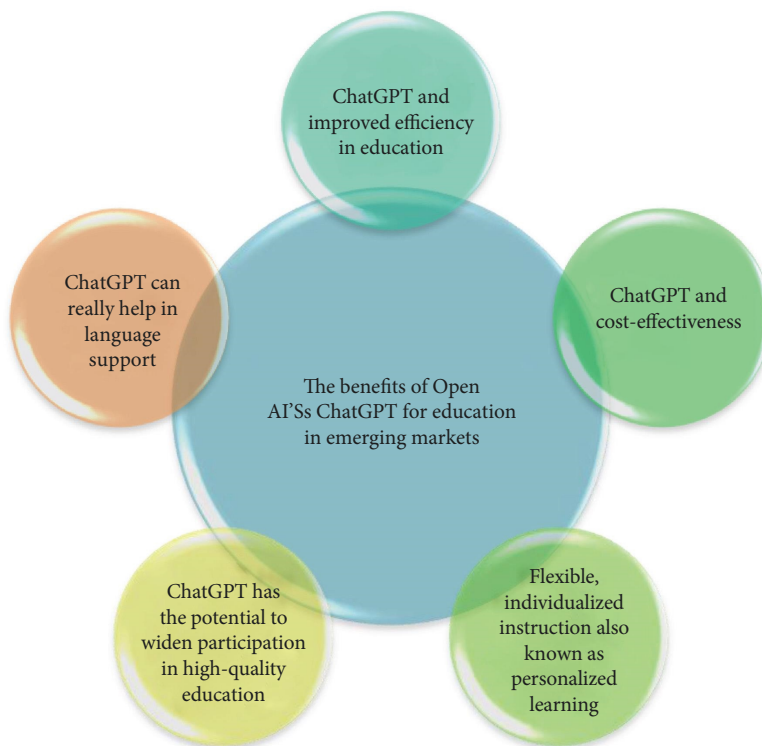 ChatGPT and
improved efficiency
in education
ChatGPT can
really help in
language
support
ChatGPT and
cost-effectiveness
The benefits of Open
AI'Ss ChatGPT for education
in emerging markets
ChatGPT has
the potential to
widen participation
in high-quality
education
Flexible,
individualized
instruction also
known as
personalized
learning